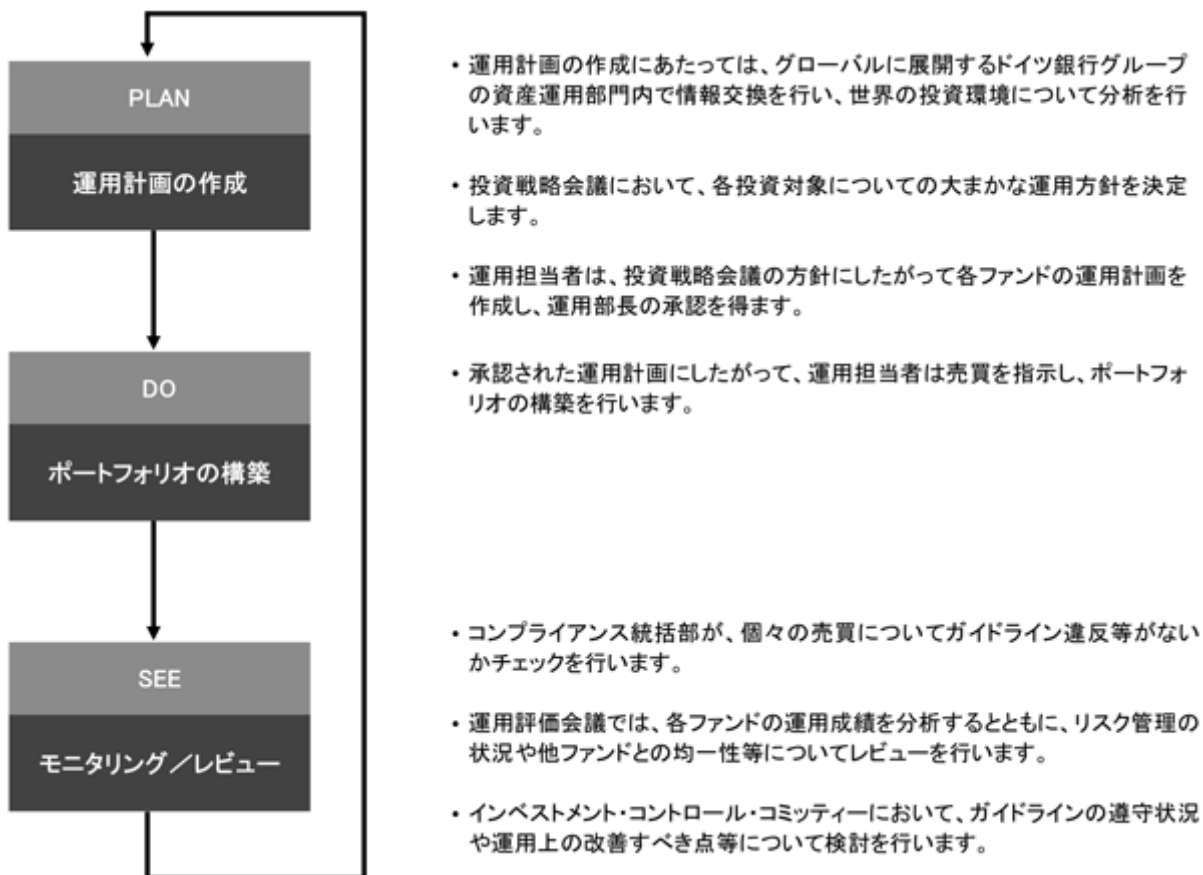 PLAN
運用計画の作成
・運用計画の作成にあたっては、グローバルに展開するドイツ銀行グループ
の資産運用部門内で情報交換を行い、世界の投資環境について分析を行
います。
・投資戦略会議において、各投資対象についての大まかな運用方針を決定
します。
・運用担当者は、投資戦略会議の方針にしたがって各ファンドの運用計画を
作成し、運用部長の承認を得ます。
DO
ポートフォリオの構築
・承認された運用計画にしたがって、運用担当者は売買を指示し、ポートフォ
リオの構築を行います。
SEE
モニタリング／レビュー
・コンプライアンス統括部が、個々の売買についてガイドライン違反等がない
かチェックを行います。
・運用評価会議では、各ファンドの運用成績を分析するとともに、リスク管理の
状況や他ファンドとの均一性等についてレビューを行います。
・インベストメント・コントロール・コミッティーにおいて、ガイドラインの遵守状況
や運用上の改善すべき点等について検討を行います。